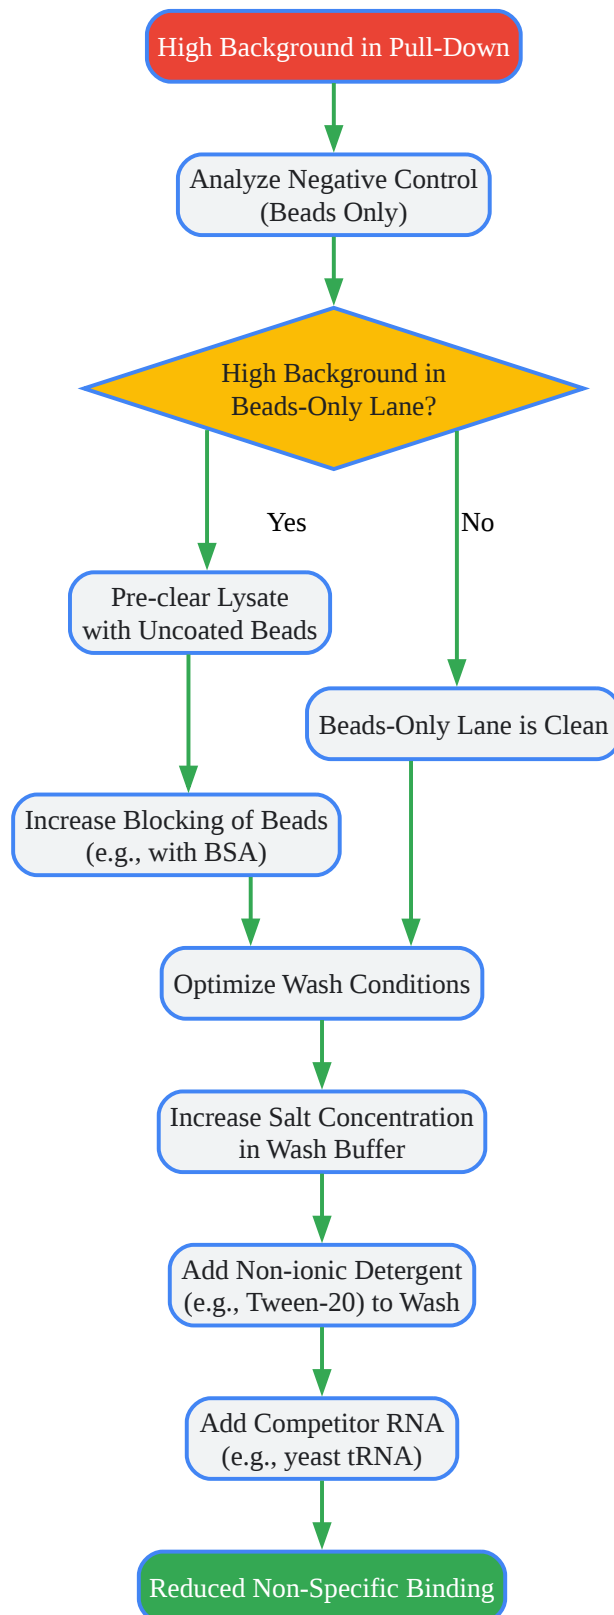 High Background in Pull-Down
Analyze Negative Control
(Beads Only)
High Background in
Beads-Only Lane?
Yes
No
Pre-clear Lysate
with Uncoated Beads
Beads-Only Lane is Clean
Increase Blocking of Beads
(e.g., with BSA)
Optimize Wash Conditions
Increase Salt Concentration
in Wash Buffer
Add Non-ionic Detergent
(e.g., Tween-20) to Wash
Add Competitor RNA
(e.g., yeast tRNA)
Reduced Non-Specific Binding